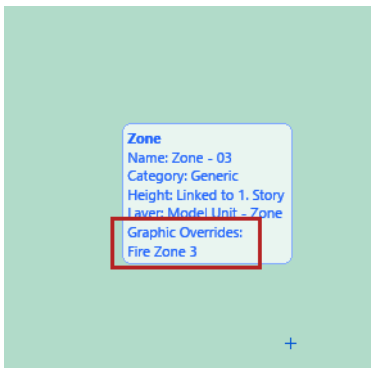 Zone
Name: Zone - 03
Category: Generic
Height: Linked to 1. Story
Layer: Model Unit - Zone
Graphic Overrides:
Fire Zone 3